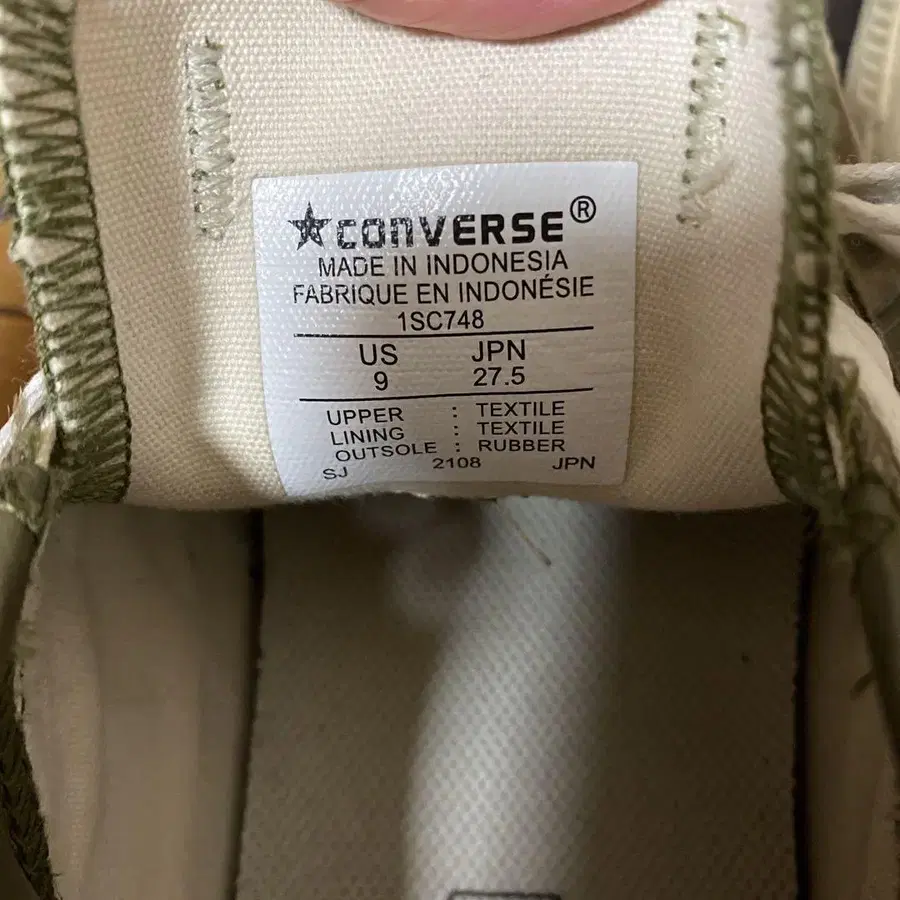 ★CONVERSE®
MADE IN INDONESIA
FABRIQUE EN INDONÉSIE
1SC748
US JPN
9 27.5
UPPER : TEXTILE
LINING : TEXTILE
OUTSOLE : RUBBER
SJ 2108 JPN